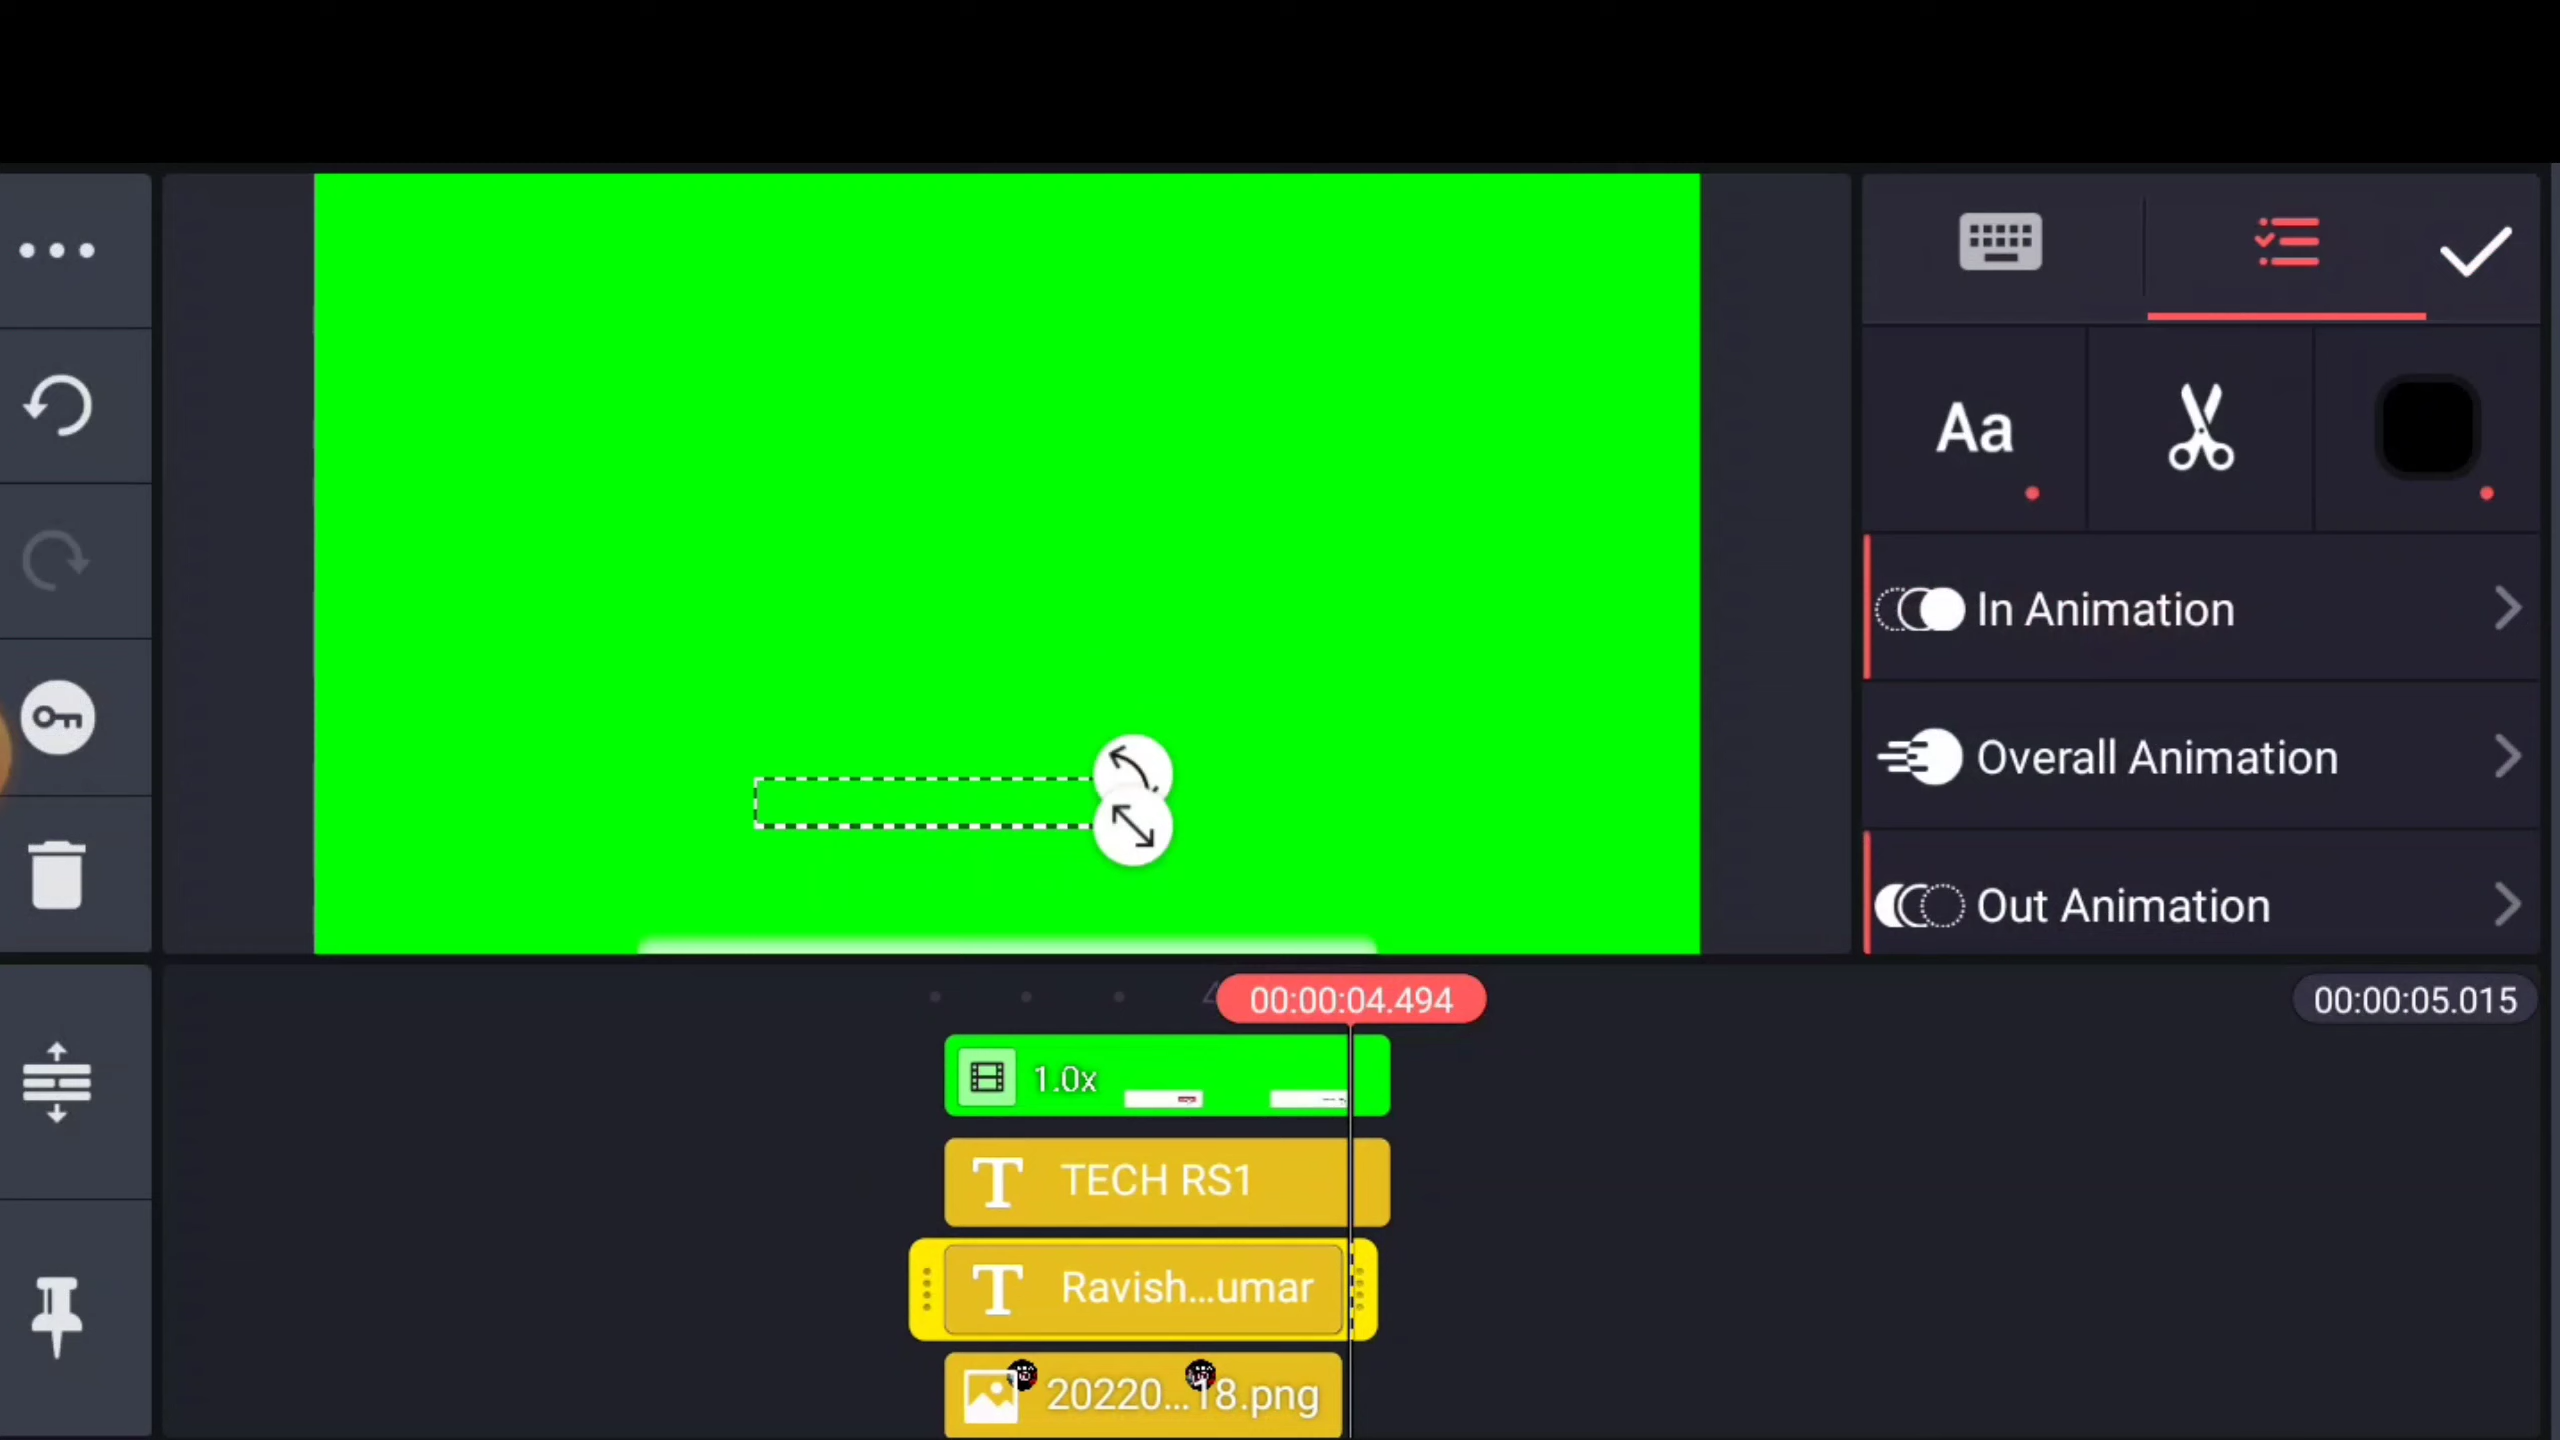 Aa
In Animation
Overall Animation
Out Animation
00:00:04.494
00:00:05.015
1.0x
T TECH RS1
T Ravish...umar
20220...18.png